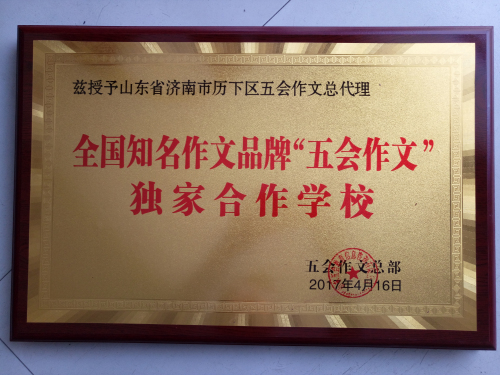 兹授予山东省济南市历下区五会作文总代理
全国知名作文品牌“五会作文”
独家合作学校
五会作文总部
2017年4月16日